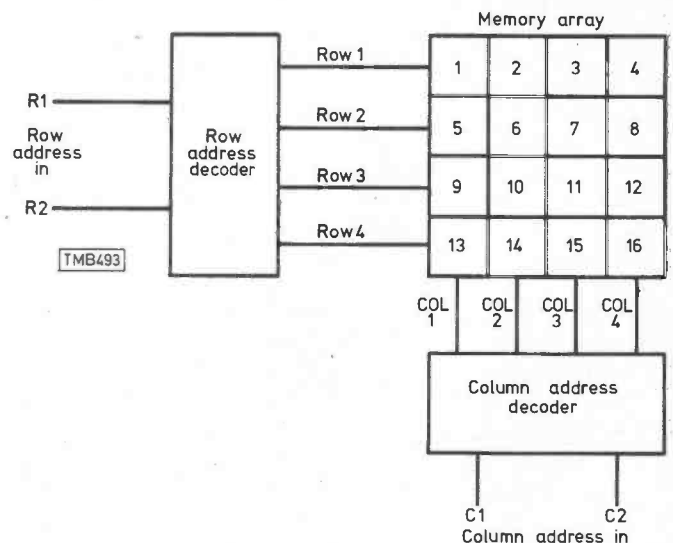 Memory array
Row 1
1 2 3 4
R1
Row 2
5 6 7 8
Row
address
in
Row
address
decoder
Row 3
9 10 11 12
R2
Row 4
13 14 15 16
TMB493
COL
1
COL
2
COL
3
COL
4
Column address
decoder
C1
C2
Column address in